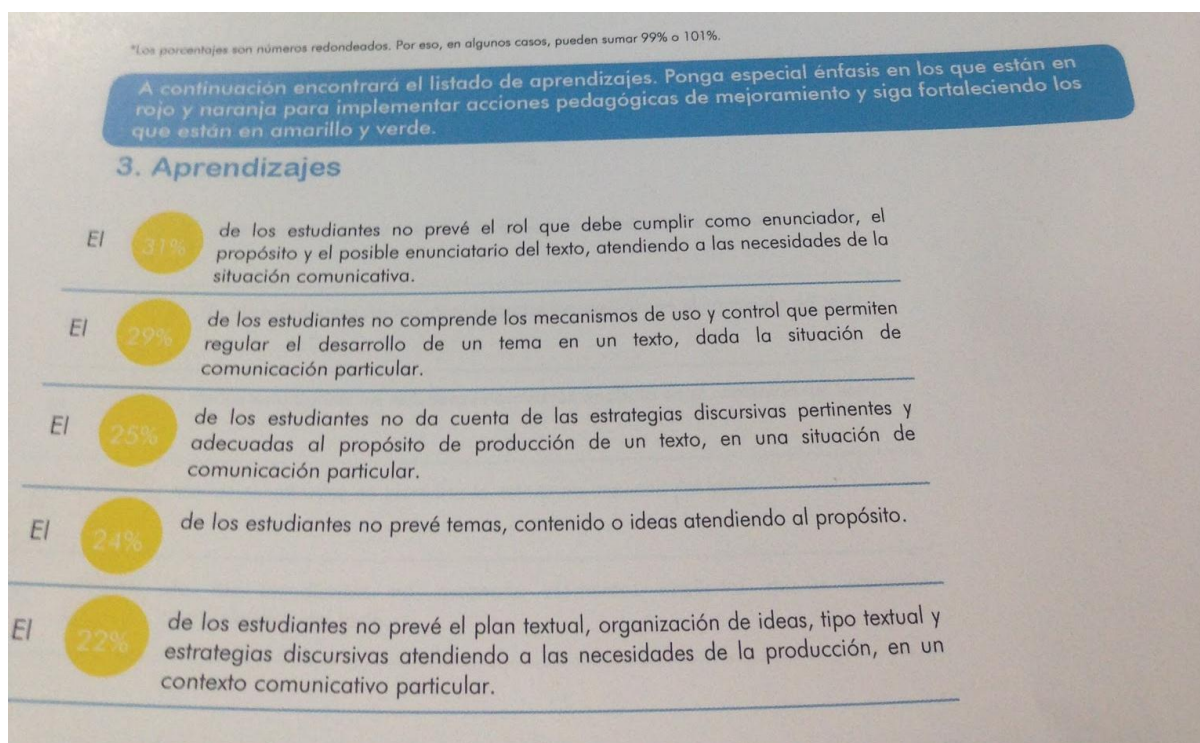 *Los porcentajes son números redondeados. Por eso, en algunos casos, pueden sumar 99% o 101%.
A continuación encontrará el listado de aprendizajes. Ponga especial énfasis en los que están en
rojo y naranja para implementar acciones pedagógicas de mejoramiento y siga fortaleciendo los
que están en amarillo y verde.
3. Aprendizajes
El 31% de los estudiantes no prevé el rol que debe cumplir como enunciador, el
propósito y el posible enunciatario del texto, atendiendo a las necesidades de la
situación comunicativa.
El 29% de los estudiantes no comprende los mecanismos de uso y control que permiten
regular el desarrollo de un tema en un texto, dada la situación de
comunicación particular.
El 25% de los estudiantes no da cuenta de las estrategias discursivas pertinentes y
adecuadas al propósito de producción de un texto, en una situación de
comunicación particular.
El 24% de los estudiantes no prevé temas, contenido o ideas atendiendo al propósito.
El 22% de los estudiantes no prevé el plan textual, organización de ideas, tipo textual y
estrategias discursivas atendiendo a las necesidades de la producción, en un
contexto comunicativo particular.